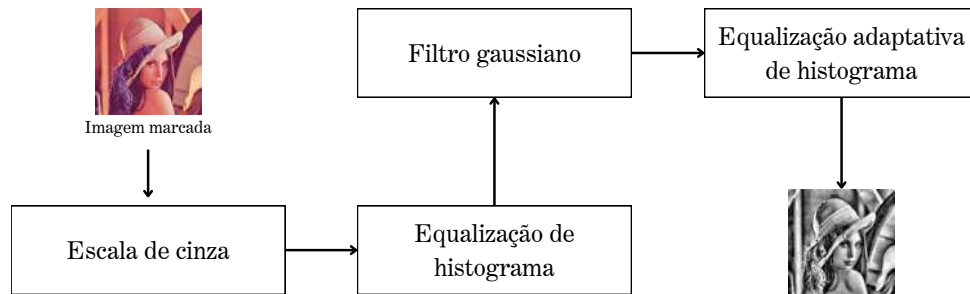 Imagem marcada
Escala de cinza
Equalização de
histograma
Filtro gaussiano
Equalização adaptativa
de histograma